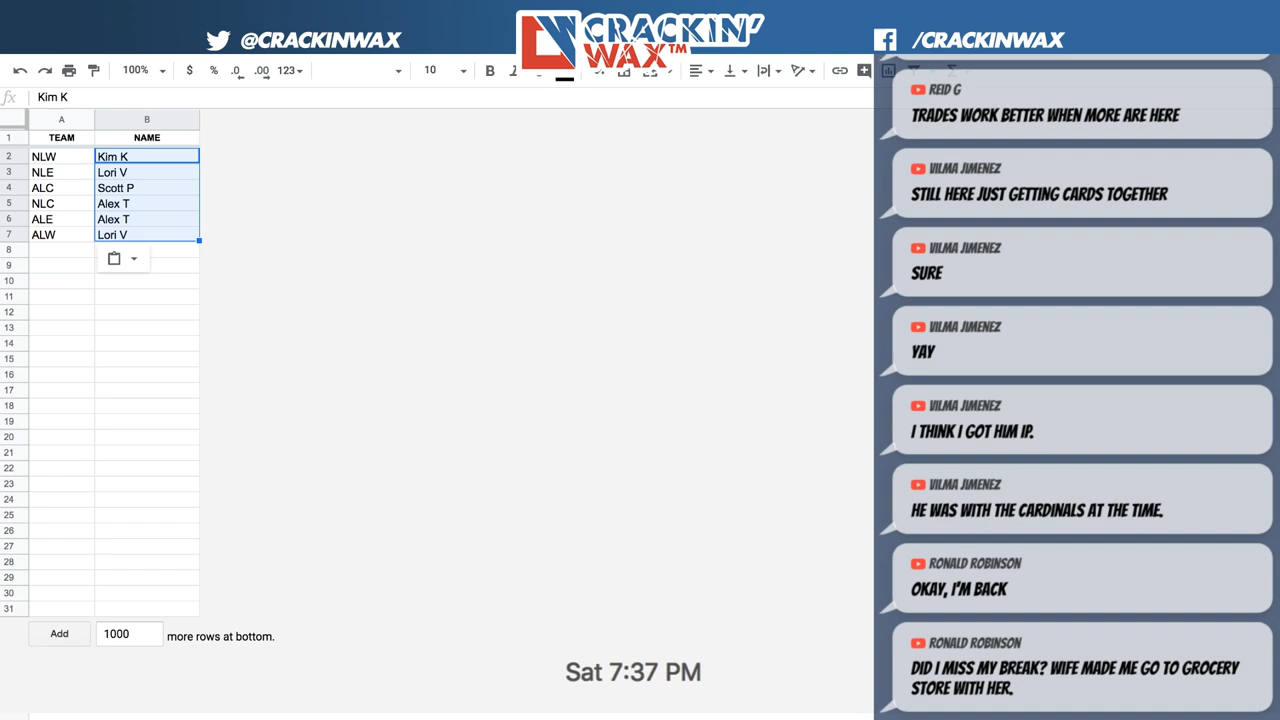 @CRACKINWAX
CRACKIN'
WAX™
/CRACKINWAX
100%
%
.0
.00
123
10
B
fx
Kim K
A
B
1
TEAM
NAME
2
NLW
Kim K
3
NLE
Lori V
4
ALC
Scott P
5
NLC
Alex T
6
ALE
Alex T
7
ALW
Lori V
8
9
10
11
12
13
14
15
16
17
18
19
20
21
22
23
24
25
26
27
28
29
30
31
Add
1000
more rows at bottom.
Sat 7:37 PM
REID G
TRADES WORK BETTER WHEN MORE ARE HERE
VILMA JIMENEZ
STILL HERE JUST GETTING CARDS TOGETHER
VILMA JIMENEZ
SURE
VILMA JIMENEZ
YAY
VILMA JIMENEZ
I THINK I GOT HIM IP.
VILMA JIMENEZ
HE WAS WITH THE CARDINALS AT THE TIME.
RONALD ROBINSON
OKAY, I'M BACK
RONALD ROBINSON
DID I MISS MY BREAK? WIFE MADE ME GO TO GROCERY
STORE WITH HER.